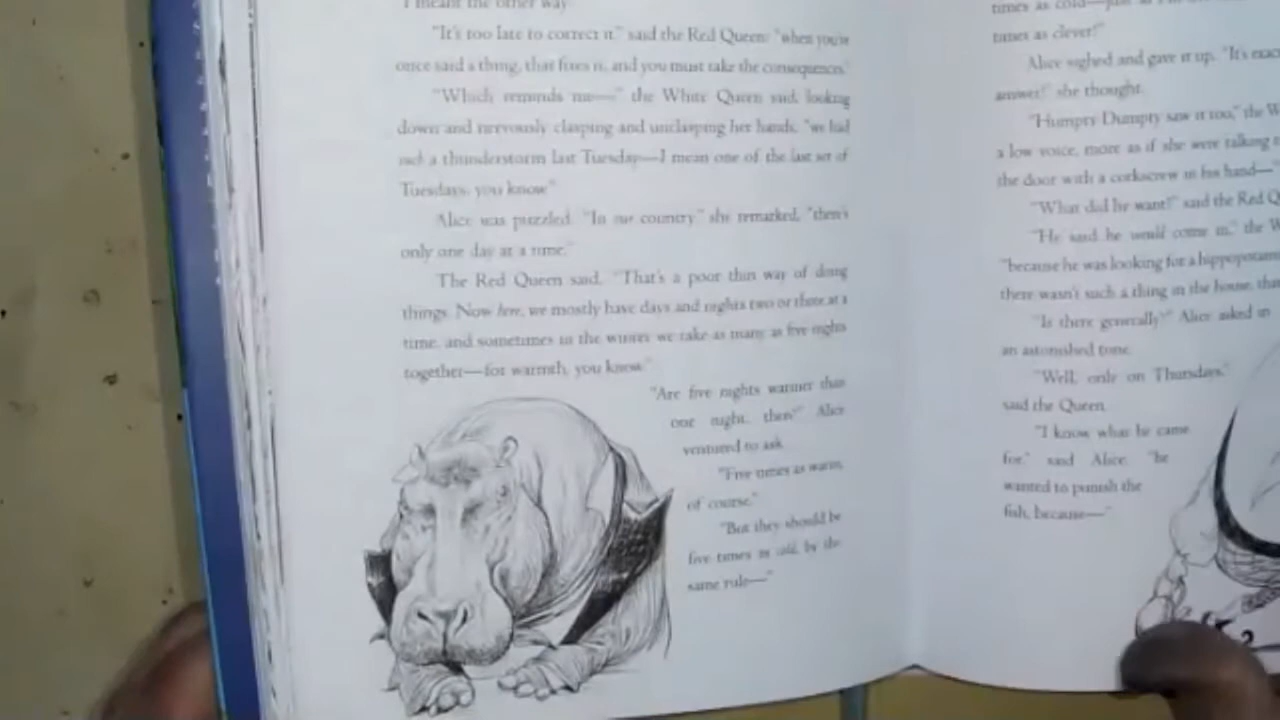 I meant the other way
"It's too late to correct it," said the Red Queen: "when you've
once said a thing, that fixes it, and you must take the consequences."
"Which reminds me—" the White Queen said, looking
down and nervously clasping and unclasping her hands, "we had
such a thunderstorm last Tuesday—I mean one of the last set of
Tuesdays, you know"
Alice was puzzled. "In our country" she remarked, "there's
only one day at a time."
The Red Queen said, "That's a poor thin way of doing
things. Now here, we mostly have days and nights two or three at a
time, and sometimes in the winter we take as many as five nights
together—for warmth, you know."
"Are five nights warmer than
one night, then?" Alice
ventured to ask.
"Five times as warm,
of course."
"But they should be
five times as cold, by the
same rule—"
times as cold—just as
times as clever!"
Alice sighed and gave it up. "It's exac
answer!" she thought.
"Humpty Dumpty saw it too," the W
a low voice, more as if she were talking
the door with a corkscrew in his hand—"
"What did he want?" said the Red Q
"He said he would come in," the W
"because he was looking for a hippopotam
there wasn't such a thing in the house, that
"Is there generally?" Alice asked in
an astonished tone.
"Well, only on Thursdays,"
said the Queen.
"I know what he came
for," said Alice. "he
wanted to punish the
fish, because—"